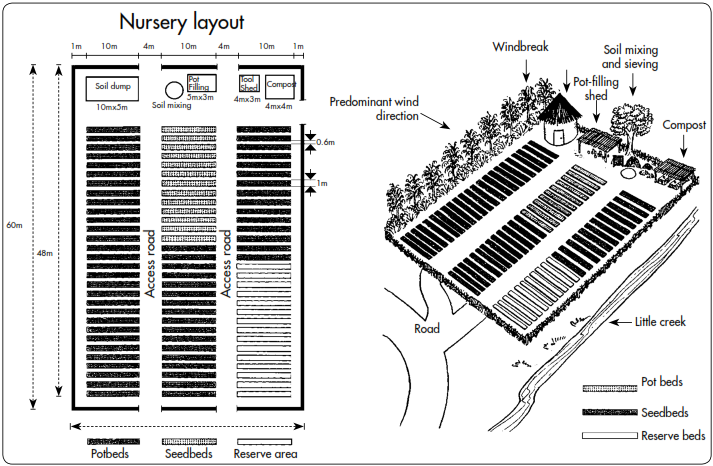 Nursery layout
1m 10m 4m 10m 4m 10m 1m
Soil dump
10mx5m
Soil mixing
Pot
Filling
5mx3m
Tool
Shed
4mx3m
Compost
4mx4m
0.6m
1m
60m
48m
Access road
Access road
Potbeds
Seedbeds
Reserve area
Windbreak
Soil mixing
and sieving
Pot-filling
shed
Predominant wind
direction
Compost
Road
Little creek
Pot beds
Seedbeds
Reserve beds